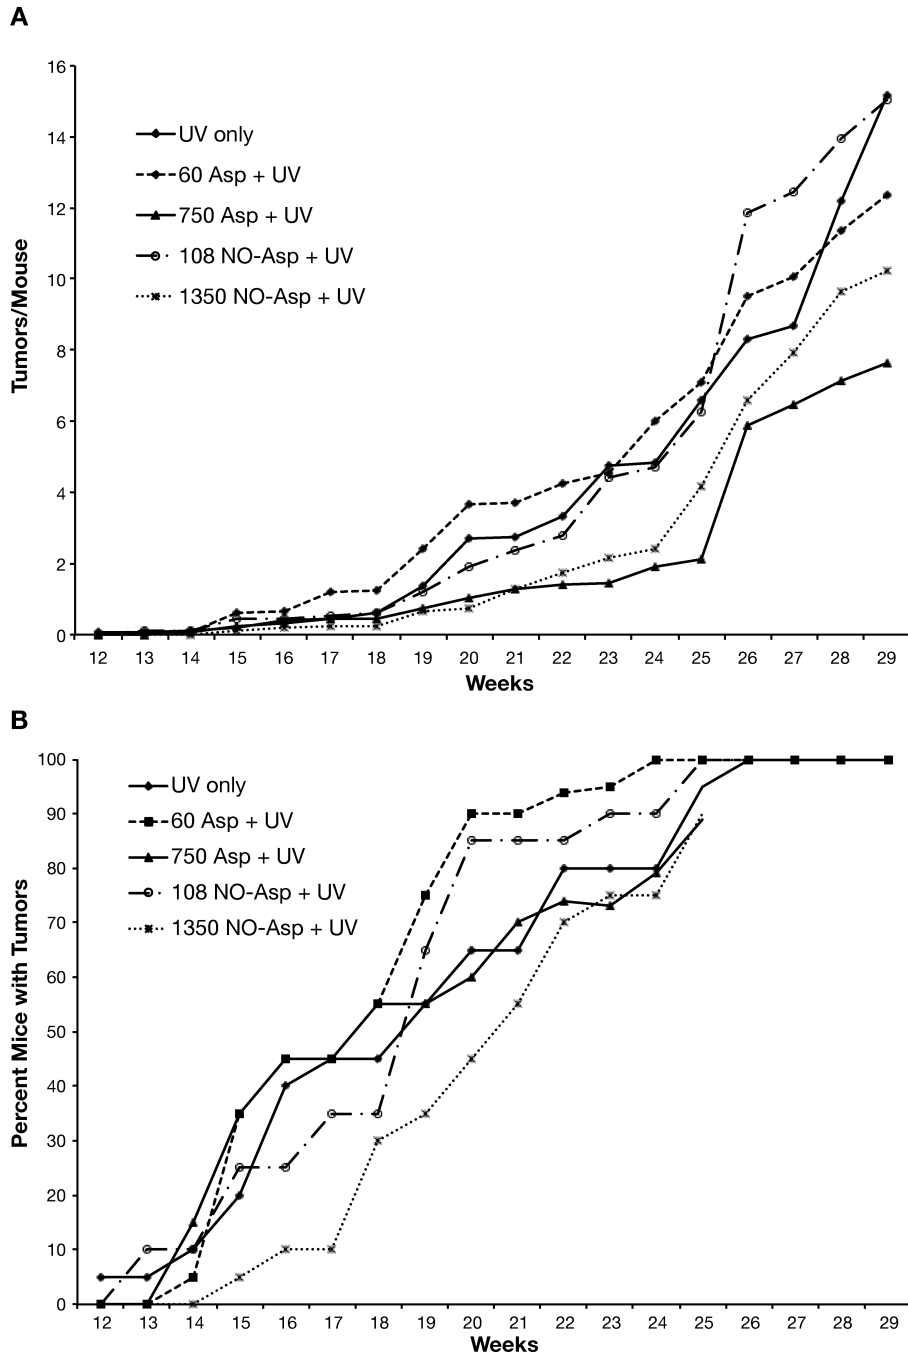 A
16
14
12
10
8
6
4
2
0
Tumors/Mouse
UV only
60 Asp + UV
750 Asp + UV
108 NO-Asp + UV
1350 NO-Asp + UV
12 13 14 15 16 17 18 19 20 21 22 23 24 25 26 27 28 29
Weeks
B
100
90
80
70
60
50
40
30
20
10
0
Percent Mice with Tumors
UV only
60 Asp + UV
750 Asp + UV
108 NO-Asp + UV
1350 NO-Asp + UV
12 13 14 15 16 17 18 19 20 21 22 23 24 25 26 27 28 29
Weeks